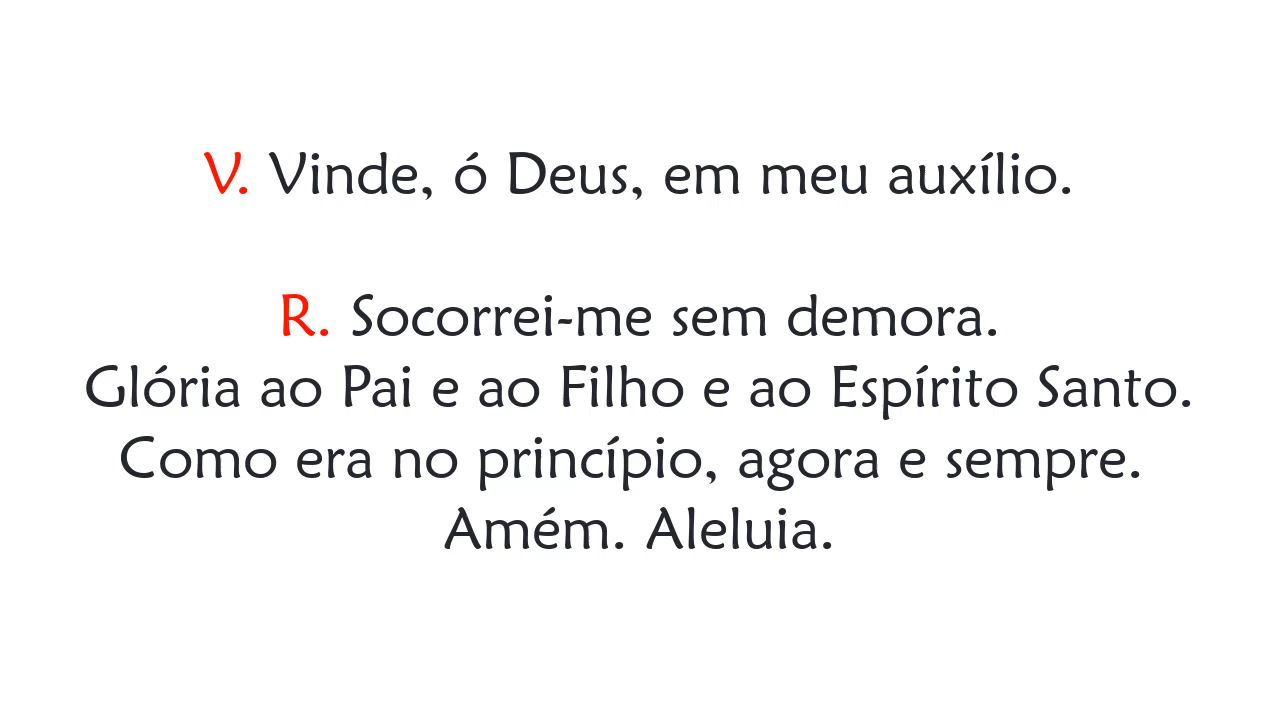 V. Vinde, ó Deus, em meu auxílio.
R. Socorrei-me sem demora.
Glória ao Pai e ao Filho e ao Espírito Santo.
Como era no princípio, agora e sempre.
Amém. Aleluia.